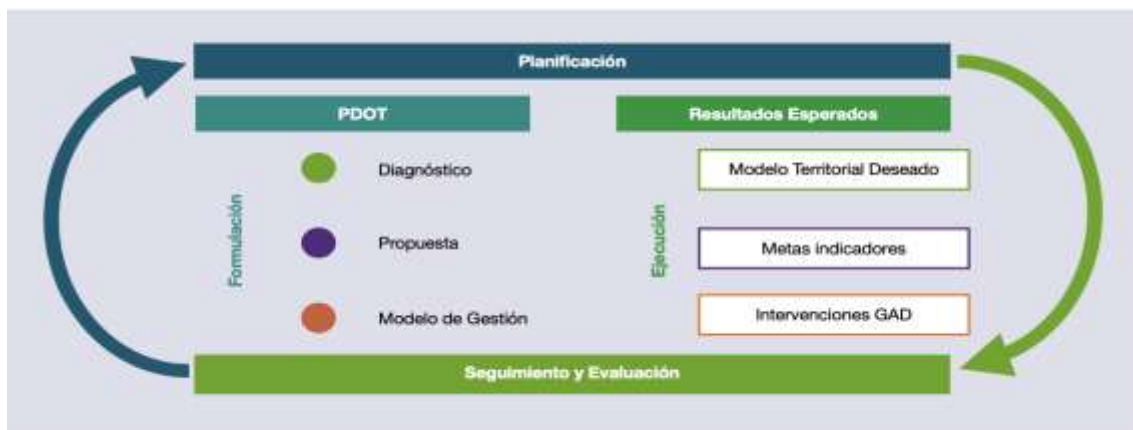 Planificación
PDOT
Resultados Esperados
Formulación
Diagnóstico
Propuesta
Modelo de Gestión
Ejecución
Modelo Territorial Deseado
Metas indicadores
Intervenciones GAD
Seguimiento y Evaluación